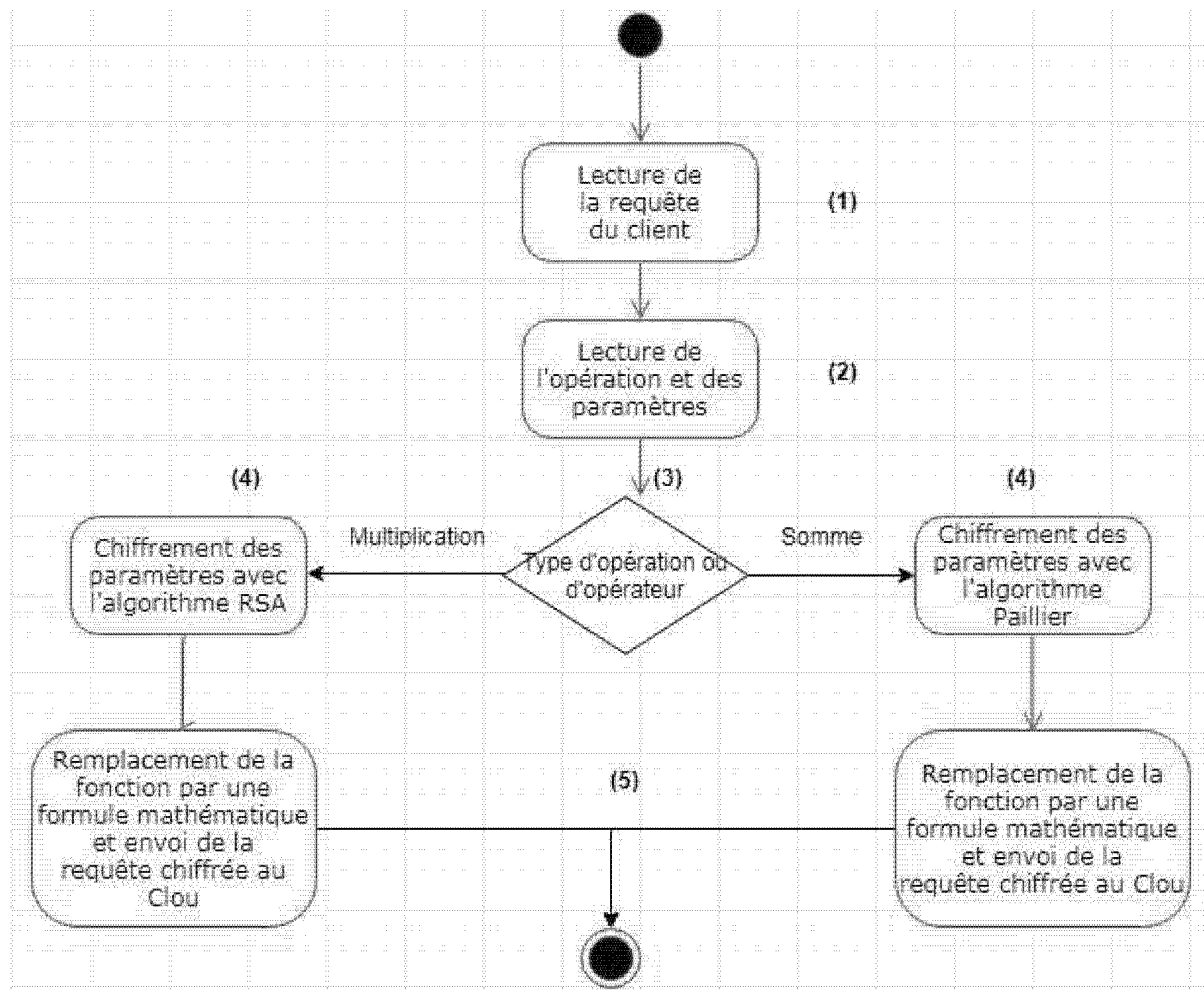 Lecture de
la requête
du client
(1)
Lecture de
l'opération et des
paramètres
(2)
(4)
(3)
(4)
Multiplication
Somme
Chiffrement des
paramètres avec
l'algorithme RSA
Type d'opération ou
d'opérateur
Chiffrement des
paramètres avec
l'algorithme
Paillier
Remplacement de la
fonction par une
formule mathématique
et envoi de la
requête chiffrée au
Clou
(5)
Remplacement de la
fonction par une
formule mathématique
et envoi de la
requête chiffrée au Clou